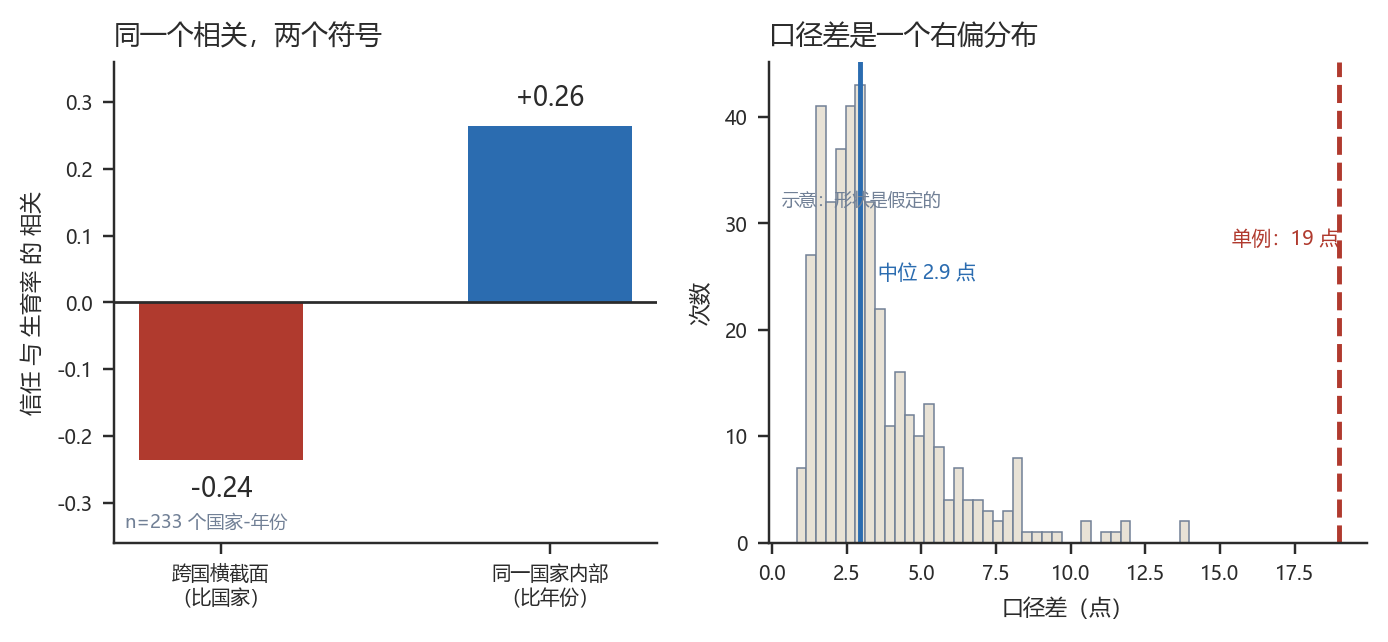 同一个相关，两个符号
信任 与 生育率 的 相关
0.3
0.2
0.1
0.0
-0.1
-0.2
-0.3
+0.26
-0.24
n=233 个国家-年份
跨国横截面
（比国家）
同一国家内部
（比年份）
口径差是一个右偏分布
次数
40
30
20
10
0
示意：形状是假定的
单例：19 点
中位 2.9 点
0.0
2.5
5.0
7.5
10.0
12.5
15.0
17.5
口径差（点）